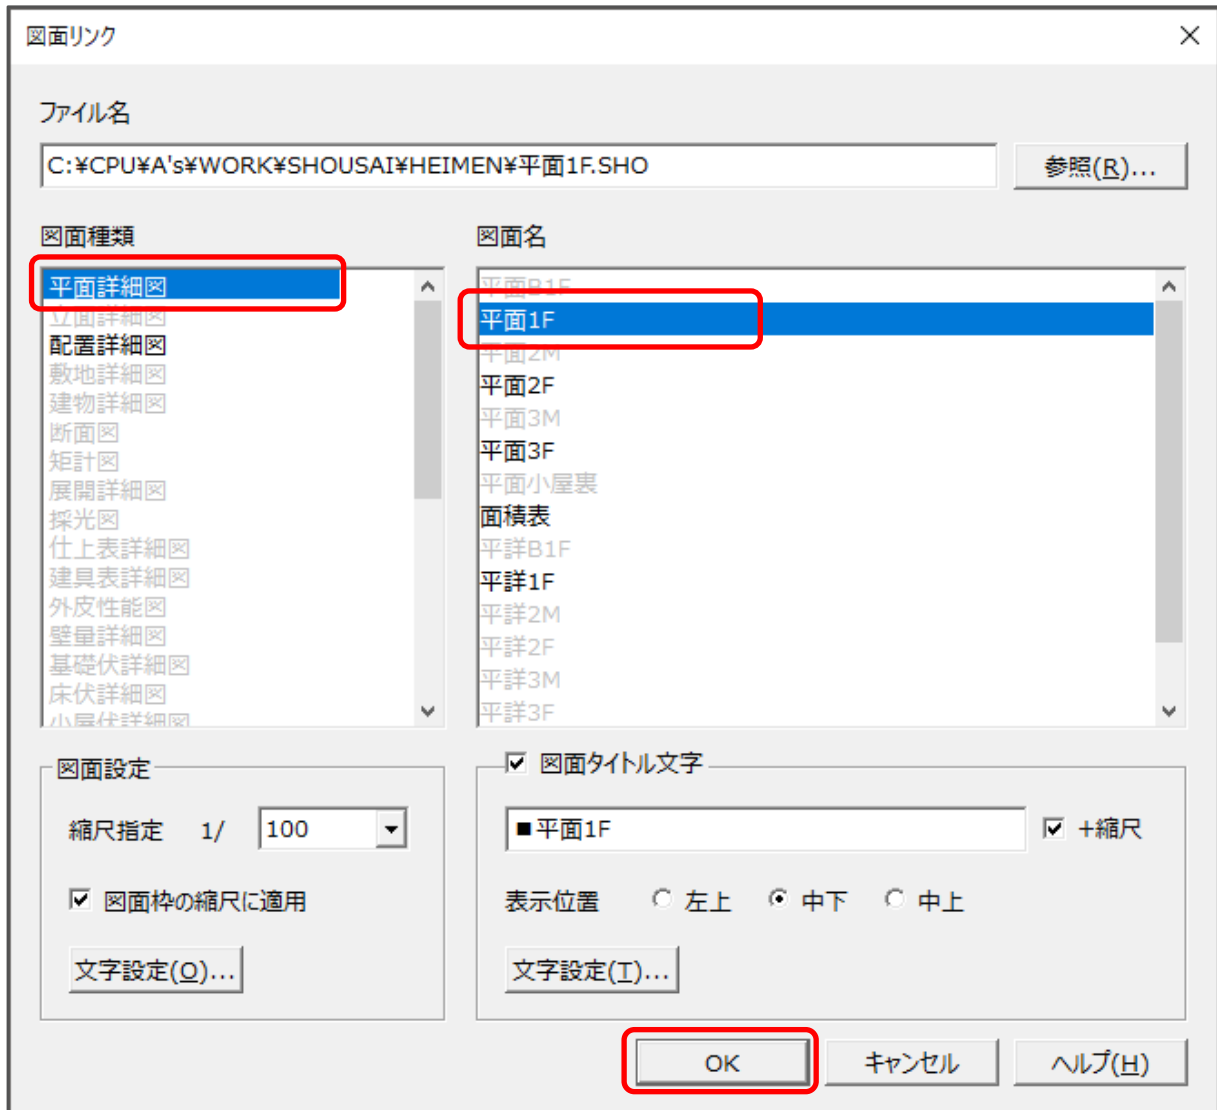 図面リンク
ファイル名
C:¥CPU¥A's¥WORK¥SHOUSAI¥HEIMEN¥平面1F.SHO
参照(R)...
図面種類
平面詳細図
立面詳細図
配置詳細図
敷地詳細図
建物詳細図
断面図
矩計図
展開詳細図
採光図
仕上表詳細図
建具表詳細図
外皮性能図
壁量詳細図
基礎伏詳細図
床伏詳細図
小屋伏詳細図
図面名
平面B1F
平面1F
平面2M
平面2F
平面3M
平面3F
平面小屋裏
面積表
平詳B1F
平詳1F
平詳2M
平詳2F
平詳3M
平詳3F
図面設定
縮尺指定 1/ 100
図面枠の縮尺に適用
文字設定(O)...
図面タイトル文字
■平面1F
+縮尺
表示位置 左上 中下 中上
文字設定(T)...
OK キャンセル ヘルプ(H)